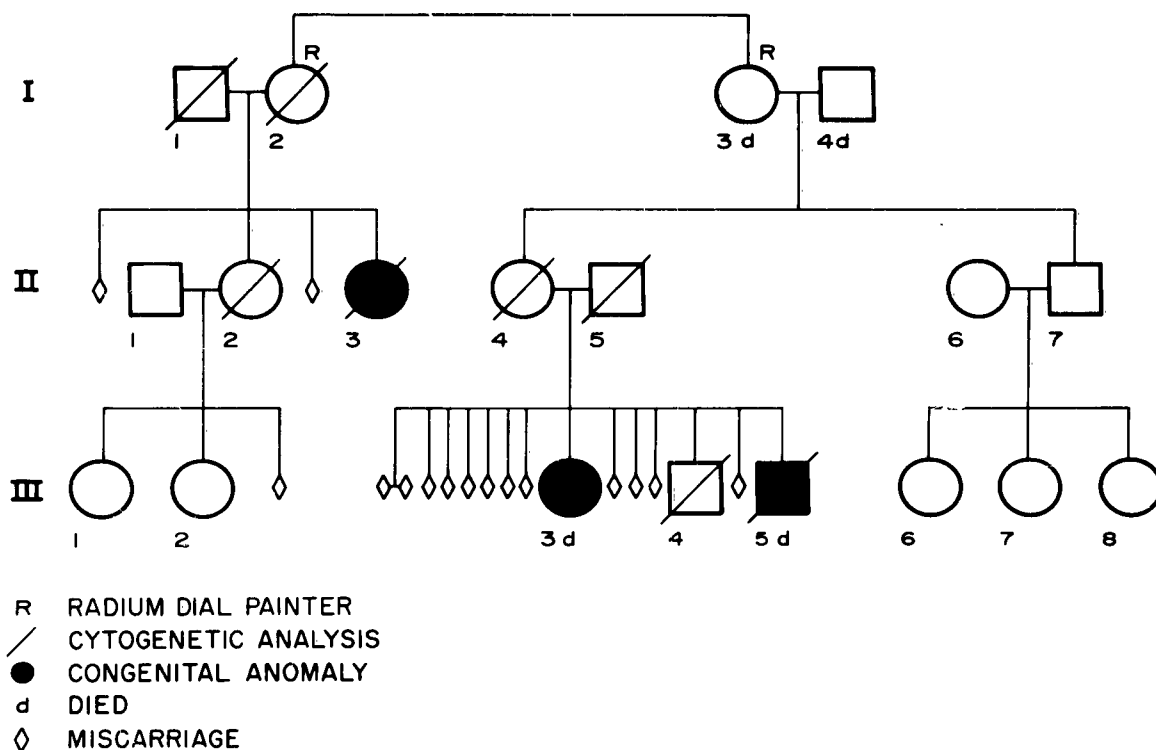 R R
I
1 2 3 d 4d
II
1 2 3 4 5 6 7
III
1 2 3 d 4 5 d 6 7 8
R RADIUM DIAL PAINTER
CYTOGENETIC ANALYSIS
CONGENITAL ANOMALY
d DIED
MISCARRIAGE